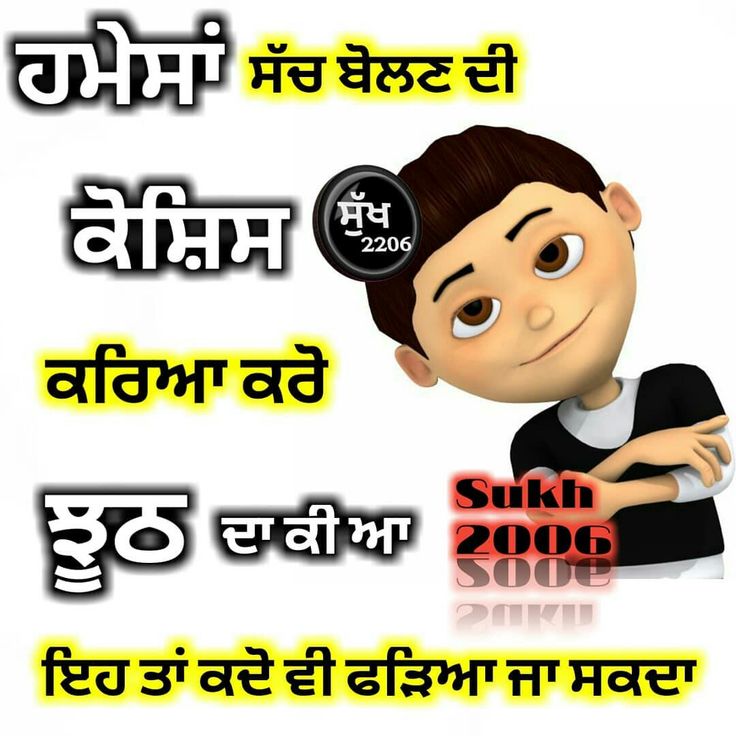 ਹਮੇਸਾਂ ਸੱਚ ਬੋਲਣ ਦੀ
ਕੋਸ਼ਿਸ
ਸੁੱਖ
2206
ਕਰਿਆ ਕਰੋ
ਝੂਠ ਦਾ ਕੀ ਆ
Sukh
2006
ਇਹ ਤਾਂ ਕਦੋ ਵੀ ਫੜਿਆ ਜਾ ਸਕਦਾ